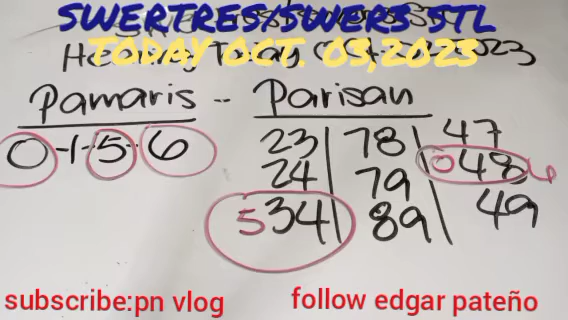 SWERTRES/SWER3 STL
TODAY OCT. 03,2023
Pamaris -- Parisan
0-1-5-6
23 78 47
24 79 048 6
534 89 49
subscribe:pn vlog
follow edgar pateño